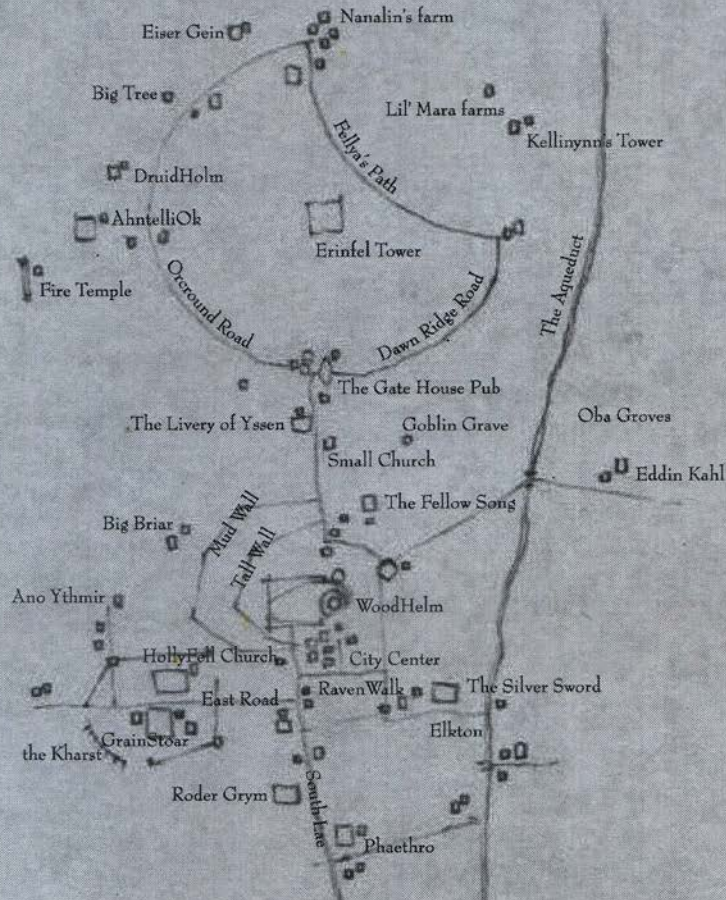 Nanalin's farm
Eiser Gein
Big Tree
Lil' Mara farms
Kellinynn's Tower
Fellya's Path
DruidHolm
AhntelliOk
Erinfel Tower
The Aqueduct
Fire Temple
Orcround Road
Dawn Ridge Road
The Gate House Pub
The Livery of Yssen
Goblin Grave
Oba Groves
Small Church
Eddin Kahl
The Fellow Song
Mud Wall
Big Briar
Tall Wall
Ano Ythmir
WoodHelm
HollyFell Church
City Center
RavenWalk
The Silver Sword
East Road
Elkton
GrainStoar
the Kharst
South Lae
Roder Grym
Phaethro